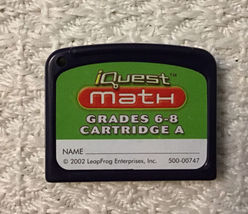 iQuest™
math
GRADES 6-8
CARTRIDGE A
NAME
© 2002 LeapFrog Enterprises, Inc. 500-00747